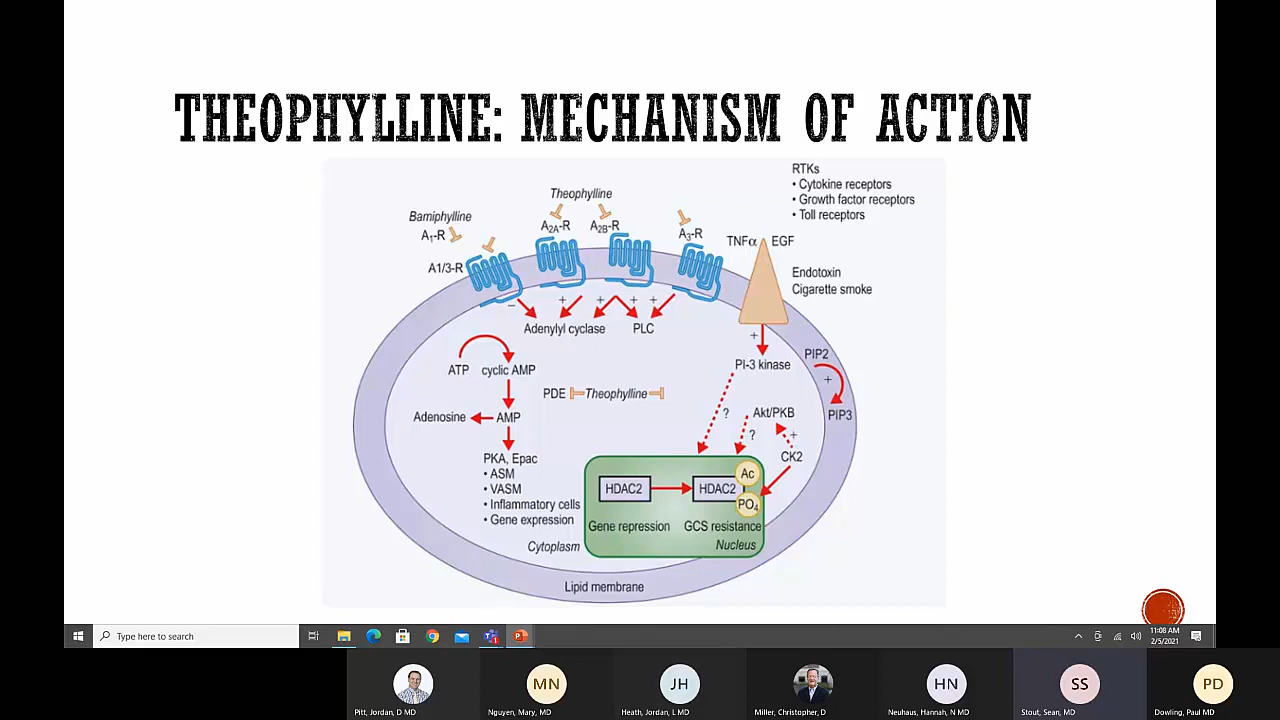 THEOPHYLLINE: MECHANISM OF ACTION
RTKs
• Cytokine receptors
• Growth factor receptors
• Toll receptors
Theophylline
Bamiphylline
A1-R
A2A-R
A2B-R
A3-R
TNFα
EGF
A1/3-R
Endotoxin
Cigarette smoke
−
+
+
+
+
Adenylyl cyclase
PLC
+
PI-3 kinase
PIP2
+
PIP3
ATP
cyclic AMP
PDE
Theophylline
Adenosine
AMP
?
Akt/PKB
?
+
CK2
PKA, Epac
• ASM
• VASM
• Inflammatory cells
• Gene expression
HDAC2
HDAC2
Ac
PO4
Gene repression
GCS resistance
Nucleus
Cytoplasm
Lipid membrane
Type here to search
11:08 AM
2/5/2021
MN
JH
HN
SS
PD
Pitt, Jordan, D MD
Nguyen, Mary, MD
Heath, Jordan, L MD
Miller, Christopher, D
Neuhaus, Hannah, N MD
Stout, Sean, MD
Dowling, Paul MD